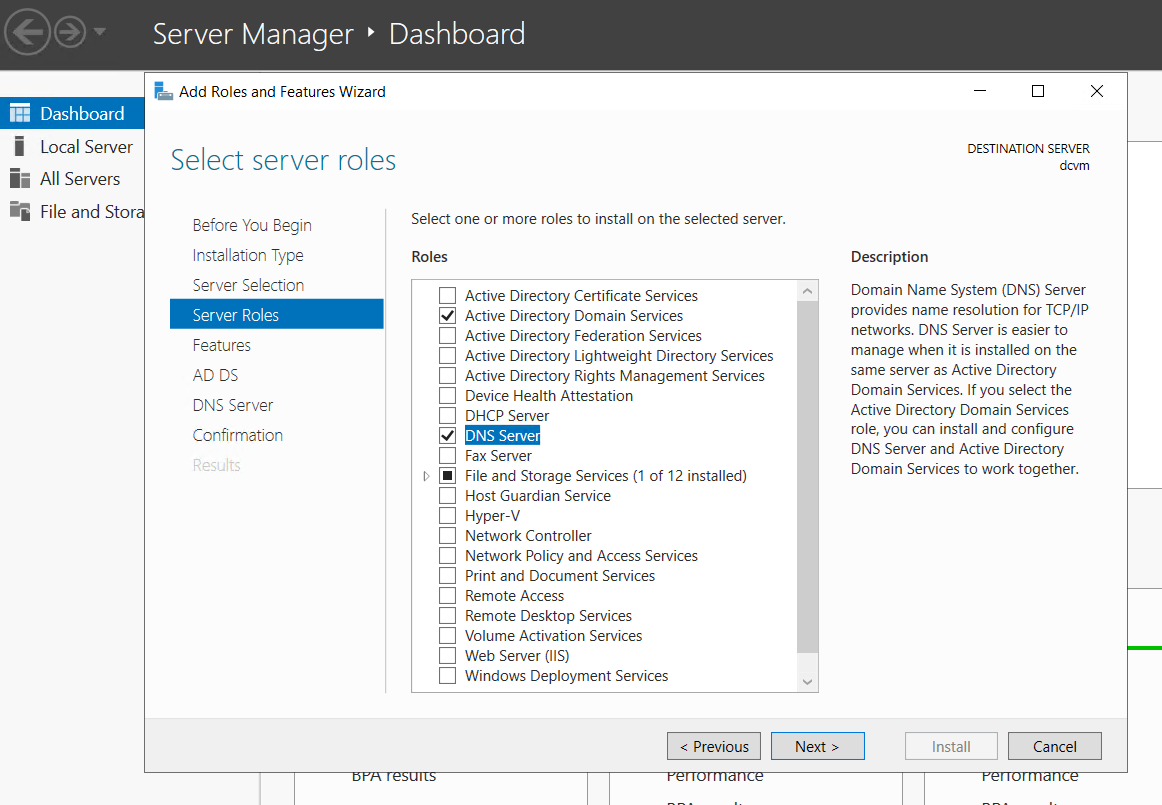 Server Manager ‣ Dashboard
Dashboard
Local Server
All Servers
File and Stora
Add Roles and Features Wizard
Select server roles
DESTINATION SERVER
dcvm
Before You Begin
Installation Type
Server Selection
Server Roles
Features
AD DS
DNS Server
Confirmation
Results
Select one or more roles to install on the selected server.
Roles
Active Directory Certificate Services
Active Directory Domain Services
Active Directory Federation Services
Active Directory Lightweight Directory Services
Active Directory Rights Management Services
Device Health Attestation
DHCP Server
DNS Server
Fax Server
File and Storage Services (1 of 12 installed)
Host Guardian Service
Hyper-V
Network Controller
Network Policy and Access Services
Print and Document Services
Remote Access
Remote Desktop Services
Volume Activation Services
Web Server (IIS)
Windows Deployment Services
Description
Domain Name System (DNS) Server
provides name resolution for TCP/IP
networks. DNS Server is easier to
manage when it is installed on the
same server as Active Directory
Domain Services. If you select the
Active Directory Domain Services
role, you can install and configure
DNS Server and Active Directory
Domain Services to work together.
< Previous
Next >
Install
Cancel
BPA results
Performance
Performance